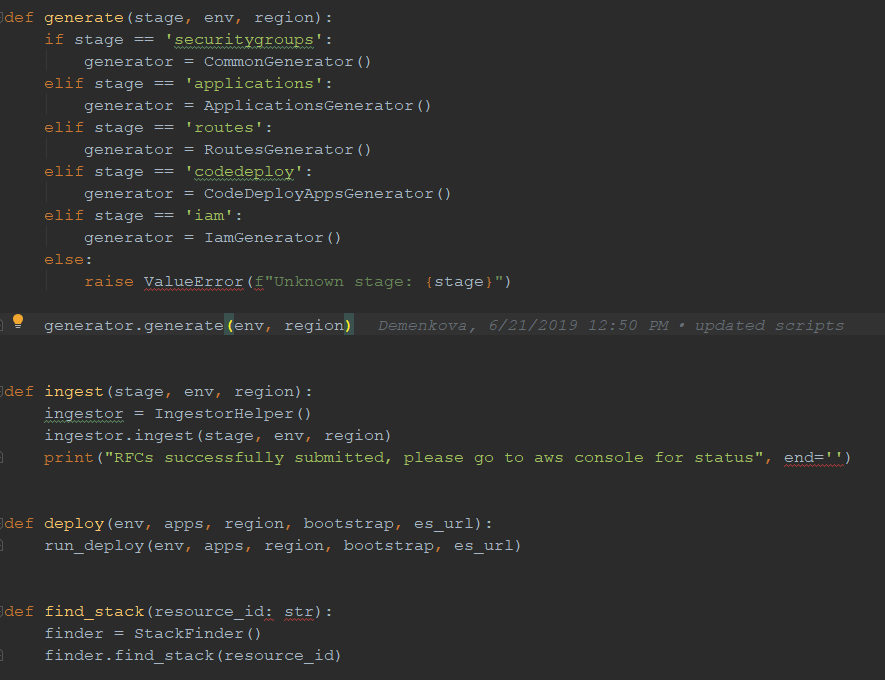 def generate(stage, env, region):
    if stage == 'securitygroups':
        generator = CommonGenerator()
    elif stage == 'applications':
        generator = ApplicationsGenerator()
    elif stage == 'routes':
        generator = RoutesGenerator()
    elif stage == 'codedeploy':
        generator = CodeDeployAppsGenerator()
    elif stage == 'iam':
        generator = IamGenerator()
    else:
        raise ValueError(f"Unknown stage: {stage}")
    generator.generate(env, region) Demenkova, 6/21/2019 12:50 PM • updated scripts
def ingest(stage, env, region):
    ingestor = IngestorHelper()
    ingestor.ingest(stage, env, region)
    print("RFCs successfully submitted, please go to aws console for status", end='')
def deploy(env, apps, region, bootstrap, es_url):
    run_deploy(env, apps, region, bootstrap, es_url)
def find_stack(resource_id: str):
    finder = StackFinder()
    finder.find_stack(resource_id)